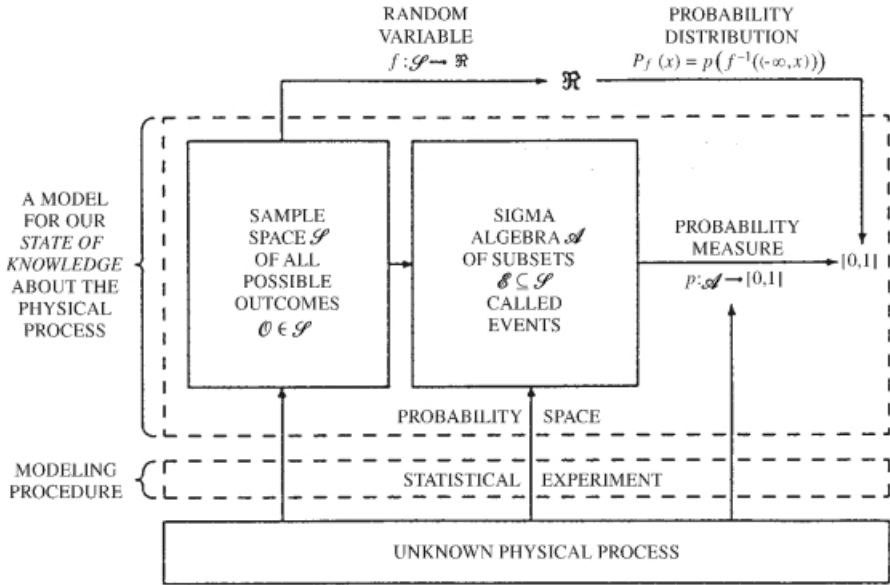 RANDOM
VARIABLE
f : 𝒮 → ℜ
PROBABILITY
DISTRIBUTION
P_f (x) = p(f⁻¹((-∞,x)))
ℜ
A MODEL
FOR OUR
STATE OF
KNOWLEDGE
ABOUT THE
PHYSICAL
PROCESS
SAMPLE
SPACE 𝒮
OF ALL
POSSIBLE
OUTCOMES
𝒪 ∈ 𝒮
SIGMA
ALGEBRA 𝒜
OF SUBSETS
ℰ ⊆ 𝒮
CALLED
EVENTS
PROBABILITY
MEASURE
p: 𝒜 → [0,1]
[0,1]
PROBABILITY SPACE
MODELING
PROCEDURE
STATISTICAL EXPERIMENT
UNKNOWN PHYSICAL PROCESS